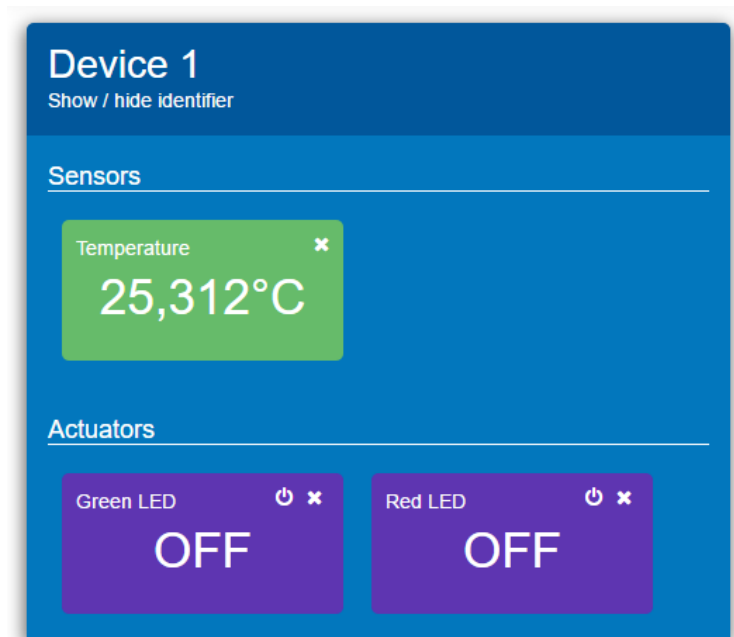 Device 1
Show / hide identifier
Sensors
Temperature
25,312°C
Actuators
Green LED
OFF
Red LED
OFF